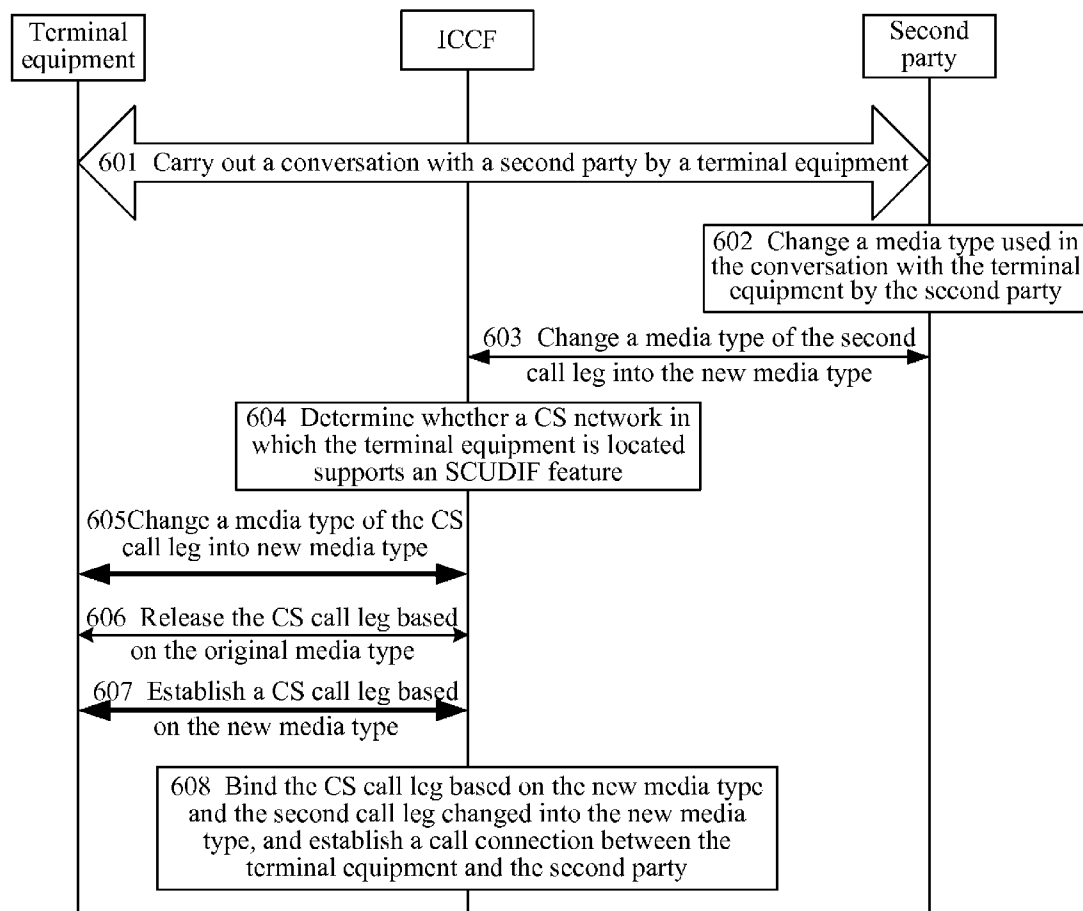 Terminal
equipment
ICCF
Second
party
601 Carry out a conversation with a second party by a terminal equipment
602 Change a media type used in
the conversation with the terminal
equipment by the second party
603 Change a media type of the second
call leg into the new media type
604 Determine whether a CS network in
which the terminal equipment is located
supports an SCUDIF feature
605Change a media type of the CS
call leg into new media type
606 Release the CS call leg based
on the original media type
607 Establish a CS call leg based
on the new media type
608 Bind the CS call leg based on the new media type
and the second call leg changed into the new media
type, and establish a call connection between the
terminal equipment and the second party